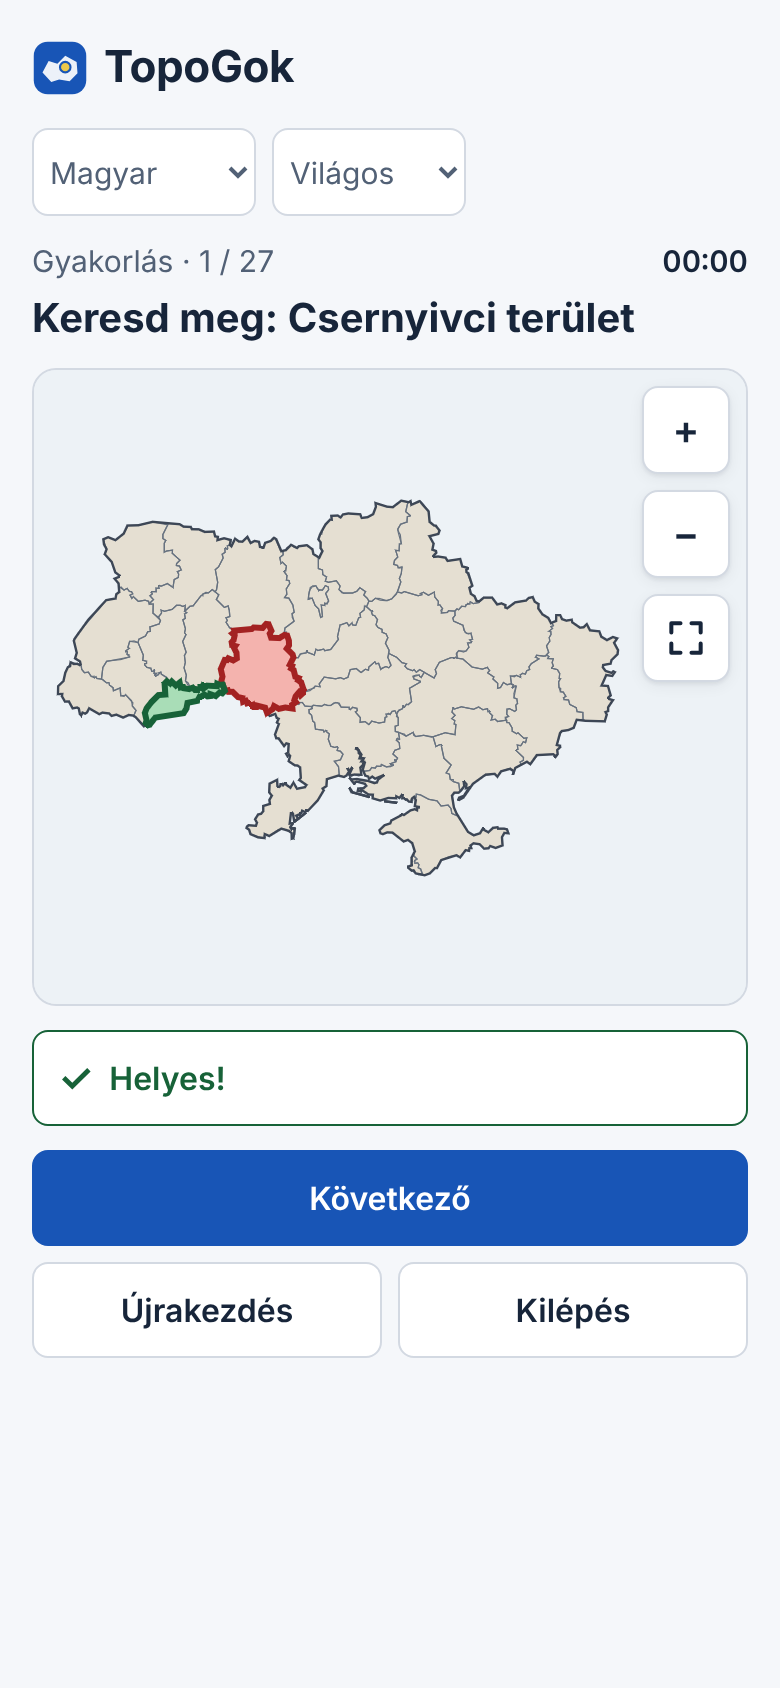 TopoGok
Magyar
Világos
Gyakorlás · 1 / 27
00:00
Keresd meg: Csernyivci terület
+
−
Helyes!
Következő
Újrakezdés
Kilépés